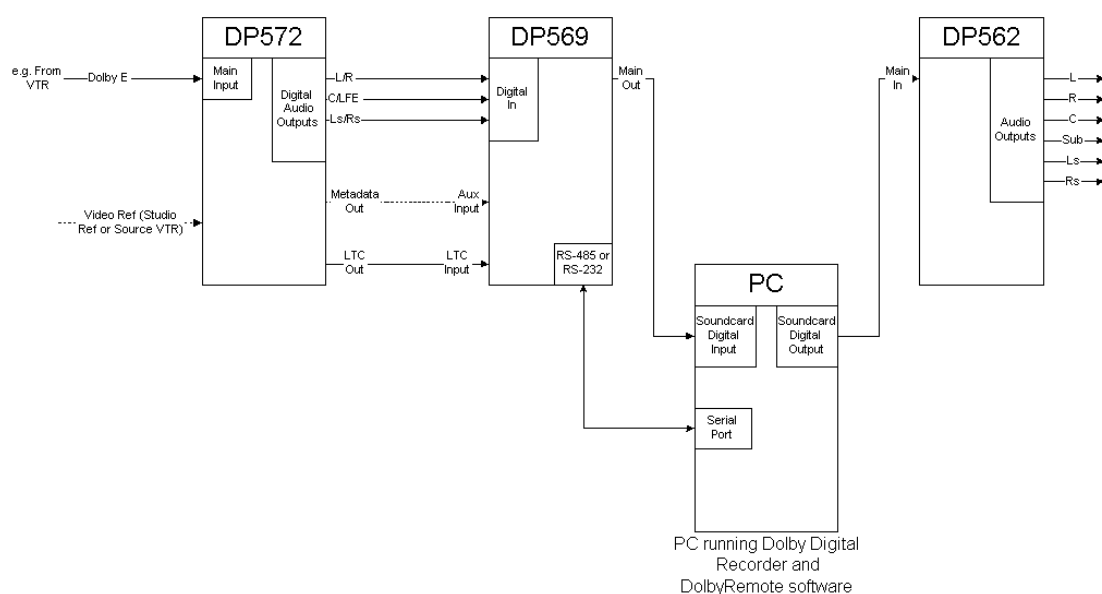 DP572
DP569
DP562
e.g. From
VTR
Dolby E
Main
Input
Digital
Audio
Outputs
L/R
C/LFE
Ls/Rs
Digital
In
Main
Out
Main
In
Audio
Outputs
L
R
C
Sub
Ls
Rs
Metadata
Out
Aux
Input
Video Ref (Studio
Ref or Source VTR)
LTC
Out
LTC
Input
RS-485 or
RS-232
PC
Soundcard
Digital
Input
Soundcard
Digital
Output
Serial
Port
PC running Dolby Digital
Recorder and
DolbyRemote software